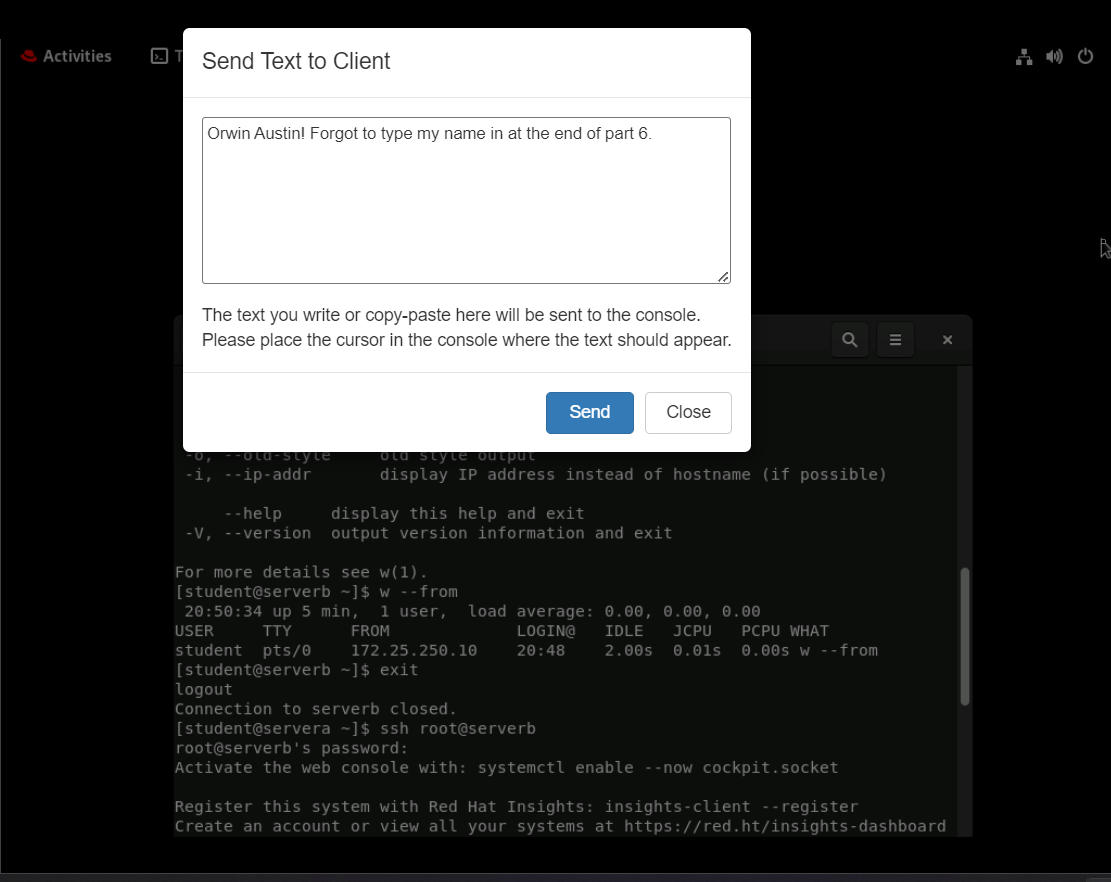 Activities
T
Send Text to Client
Orwin Austin! Forgot to type my name in at the end of part 6.
The text you write or copy-paste here will be sent to the console.
Please place the cursor in the console where the text should appear.
Send Close
-o, --old-style     old style output
-i, --ip-addr       display IP address instead of hostname (if possible)
--help     display this help and exit
-V, --version  output version information and exit
For more details see w(1).
[student@serverb ~]$ w --from
20:50:34 up 5 min,  1 user,  load average: 0.00, 0.00, 0.00
USER     TTY      FROM             LOGIN@   IDLE   JCPU   PCPU WHAT
student  pts/0    172.25.250.10    20:48    2.00s  0.01s  0.00s w --from
[student@serverb ~]$ exit
logout
Connection to serverb closed.
[student@servera ~]$ ssh root@serverb
root@serverb's password:
Activate the web console with: systemctl enable --now cockpit.socket
Register this system with Red Hat Insights: insights-client --register
Create an account or view all your systems at https://red.ht/insights-dashboard